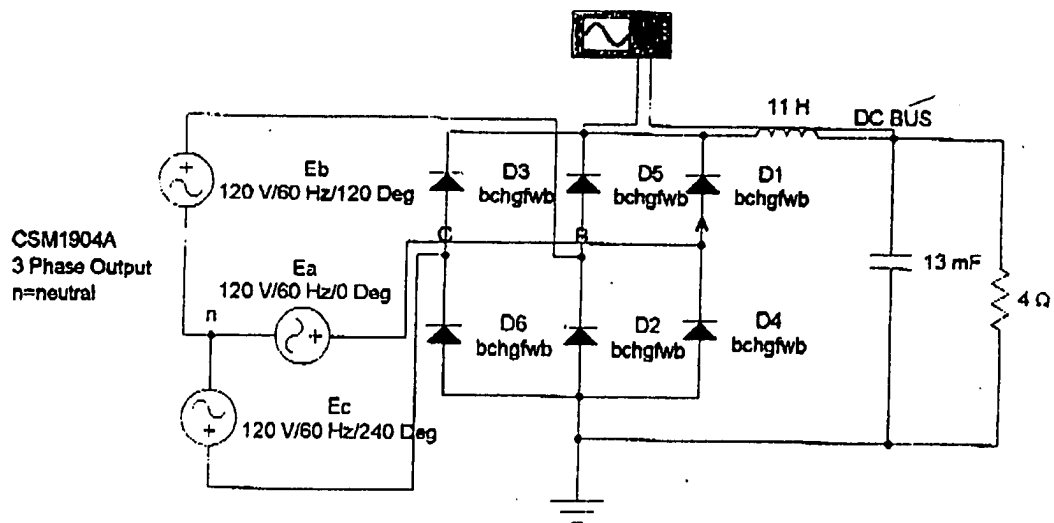 11 H
DC BUS
Eb
120 V/60 Hz/120 Deg
D3
bchgfwb
D5
bchgfwb
D1
bchgfwb
CSM1904A
3 Phase Output
n=neutral
C
B
A
Ea
120 V/60 Hz/0 Deg
n
13 mF
4 Ω
D6
bchgfwb
D2
bchgfwb
D4
bchgfwb
Ec
120 V/60 Hz/240 Deg